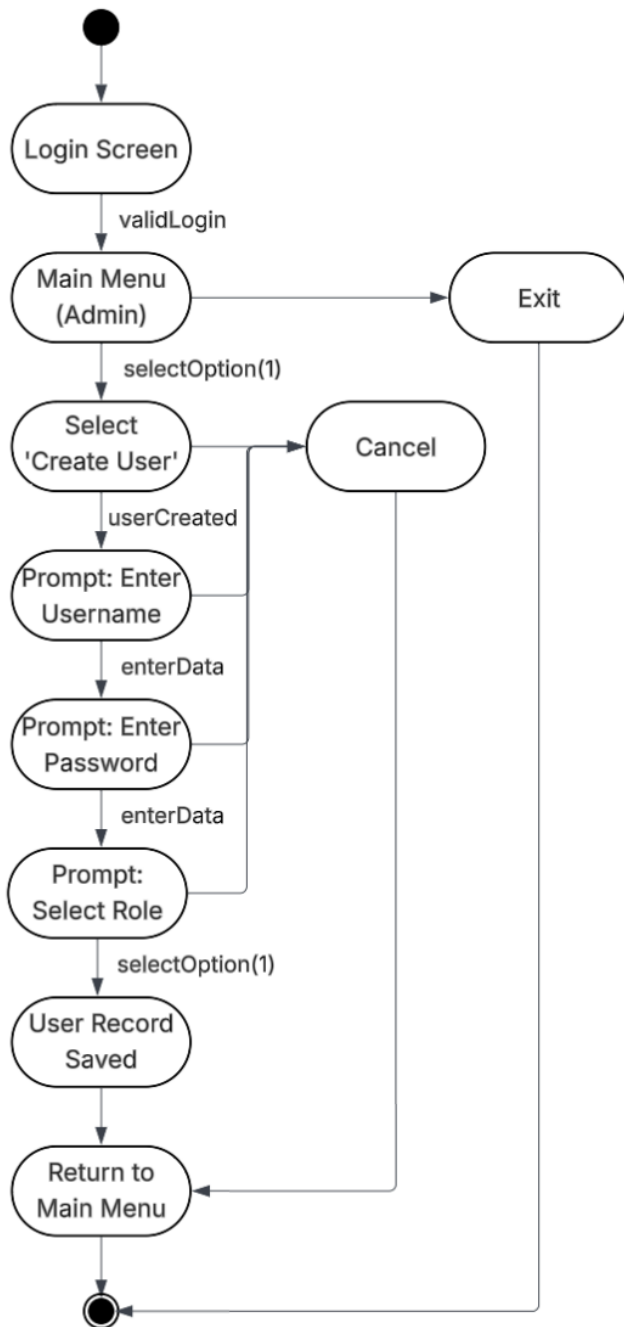 Login Screen
validLogin
Main Menu
(Admin)
Exit
selectOption(1)
Select
'Create User'
Cancel
userCreated
Prompt: Enter
Username
enterData
Prompt: Enter
Password
enterData
Prompt:
Select Role
selectOption(1)
User Record
Saved
Return to
Main Menu